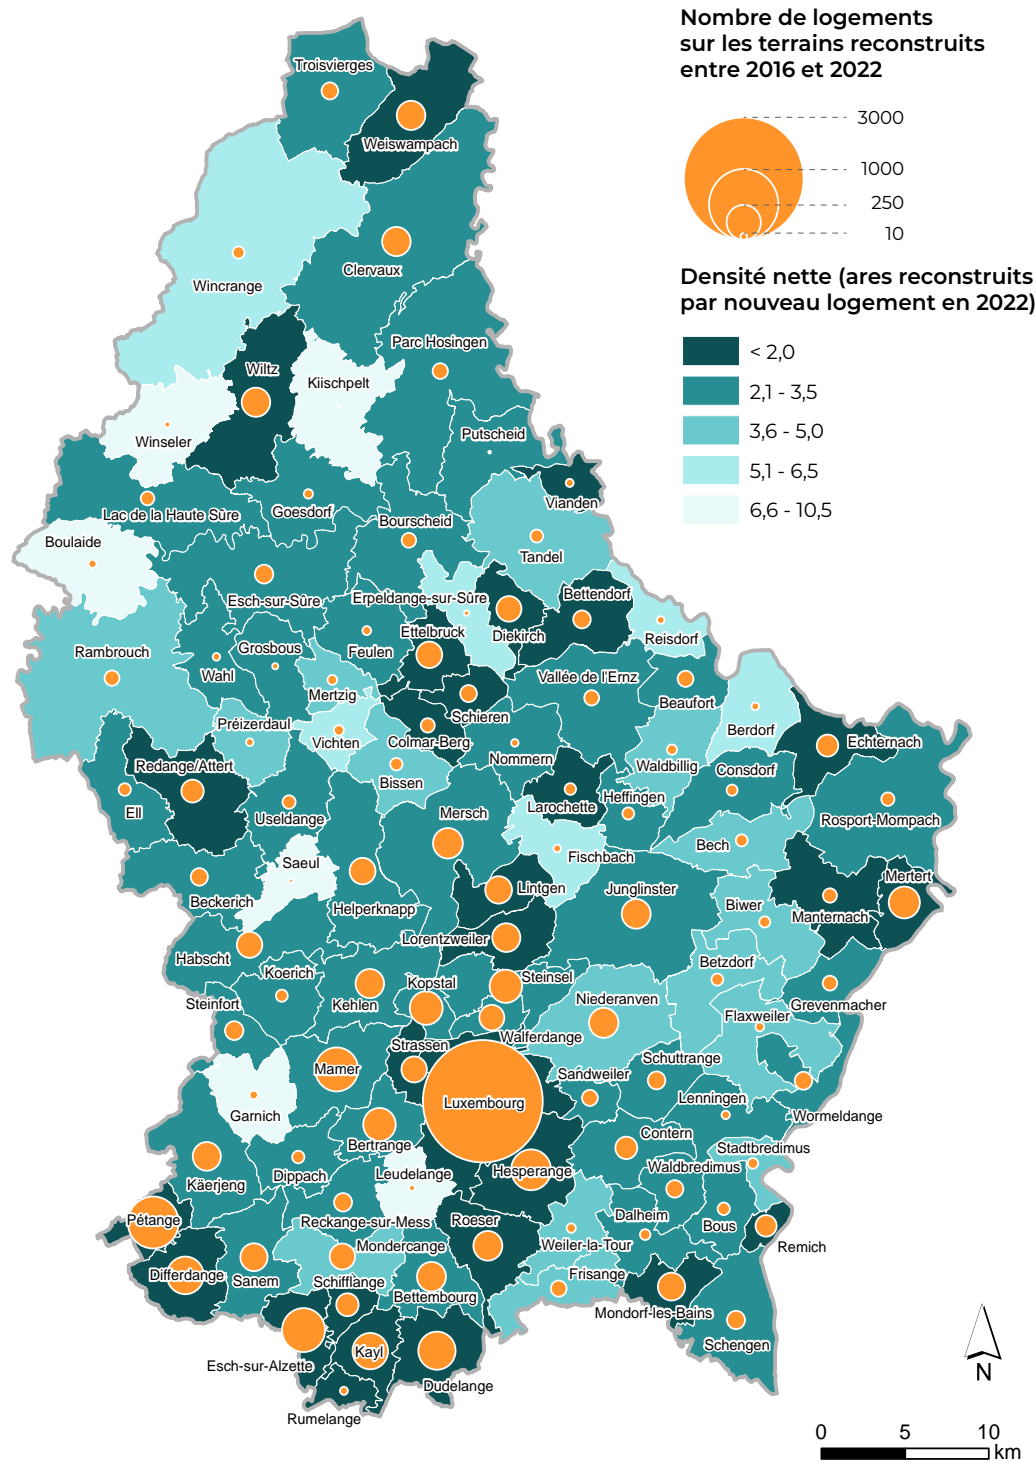 Nombre de logements
sur les terrains reconstruits
entre 2016 et 2022
3000
1000
250
10
Densité nette (ares reconstruits
par nouveau logement en 2022)
< 2,0
2,1 - 3,5
3,6 - 5,0
5,1 - 6,5
6,6 - 10,5
Troisvierges
Weiswampach
Clervaux
Wincrange
Parc Hosingen
Wiltz
Kiischpelt
Winseler
Putscheid
Vianden
Lac de la Haute Sûre
Goesdorf
Bourscheid
Tandel
Boulaide
Esch-sur-Sûre
Erpeldange-sur-Sûre
Bettendorf
Ettelbruck
Diekirch
Reisdorf
Rambrouch
Grosbous
Feulen
Wahl
Vallée de l'Ernz
Mertzig
Beaufort
Schieren
Préizerdaul
Berdorf
Vichten
Colmar-Berg
Echternach
Nommern
Waldbillig
Consdorf
Redange/Attert
Bissen
Heffingen
Larochette
Ell
Useldange
Mersch
Rosport-Mompach
Bech
Fischbach
Saeul
Mertert
Lintgen
Junglinster
Beckerich
Biwer
Helperknapp
Manternach
Lorentzweiler
Habscht
Betzdorf
Koerich
Steinsel
Kehlen
Kopstal
Niederanven
Steinfort
Grevenmacher
Flaxweiler
Walferdange
Strassen
Schuttrange
Mamer
Sandweiler
Luxembourg
Lenningen
Garnich
Wormeldange
Contern
Bertrange
Stadtbredimus
Waldbredimus
Hesperange
Leudelange
Dippach
Käerjeng
Dalheim
Pétange
Reckange-sur-Mess
Roeser
Bous
Weiler-la-Tour
Remich
Mondercange
Frisange
Differdange
Sanem
Schifflange
Bettembourg
Mondorf-les-Bains
Schengen
Kayl
Esch-sur-Alzette
Dudelange
Rumelange
N
0 5 10
km